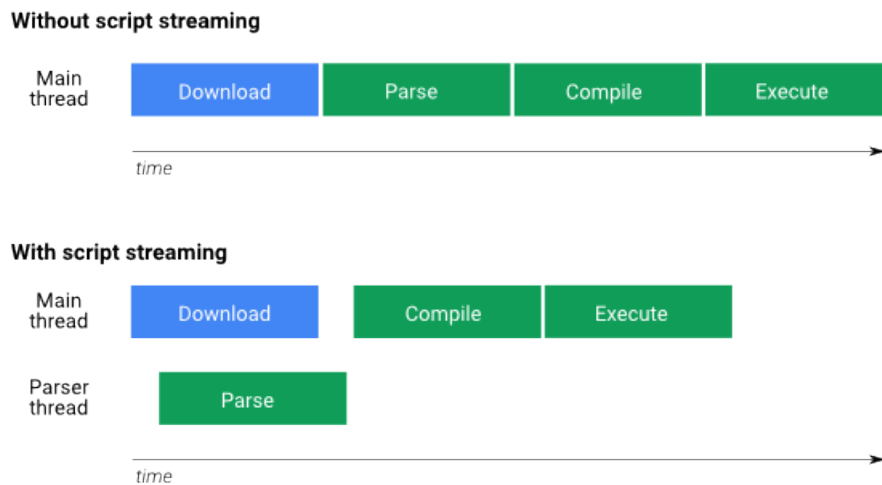 Without script streaming
Main
thread
Download
Parse
Compile
Execute
time
With script streaming
Main
thread
Download
Compile
Execute
Parser
thread
Parse
time